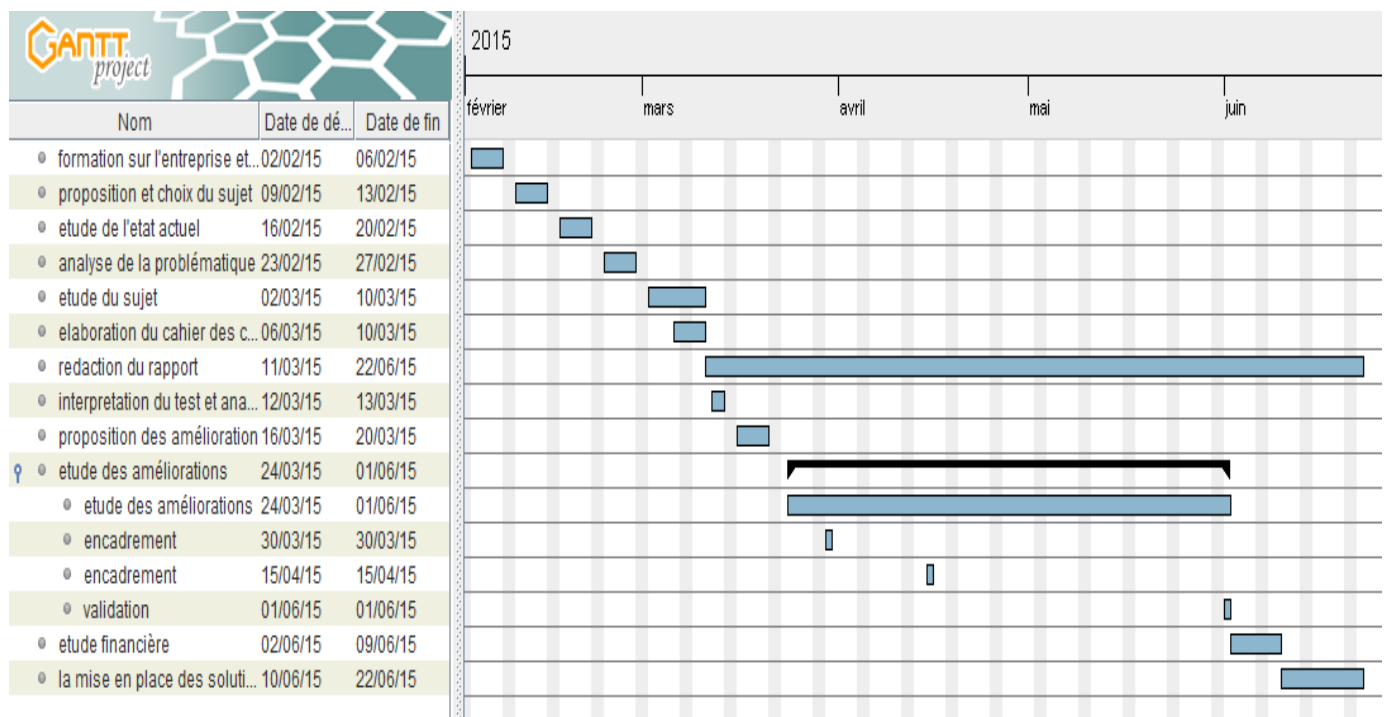 GANTT
project
2015
février mars avril mai juin
Nom Date de dé... Date de fin
formation sur l'entreprise et... 02/02/15 06/02/15
proposition et choix du sujet 09/02/15 13/02/15
etude de l'etat actuel 16/02/15 20/02/15
analyse de la problématique 23/02/15 27/02/15
etude du sujet 02/03/15 10/03/15
elaboration du cahier des c... 06/03/15 10/03/15
redaction du rapport 11/03/15 22/06/15
interpretation du test et ana... 12/03/15 13/03/15
proposition des amélioration 16/03/15 20/03/15
etude des améliorations 24/03/15 01/06/15
etude des améliorations 24/03/15 01/06/15
encadrement 30/03/15 30/03/15
encadrement 15/04/15 15/04/15
validation 01/06/15 01/06/15
etude financière 02/06/15 09/06/15
la mise en place des soluti... 10/06/15 22/06/15